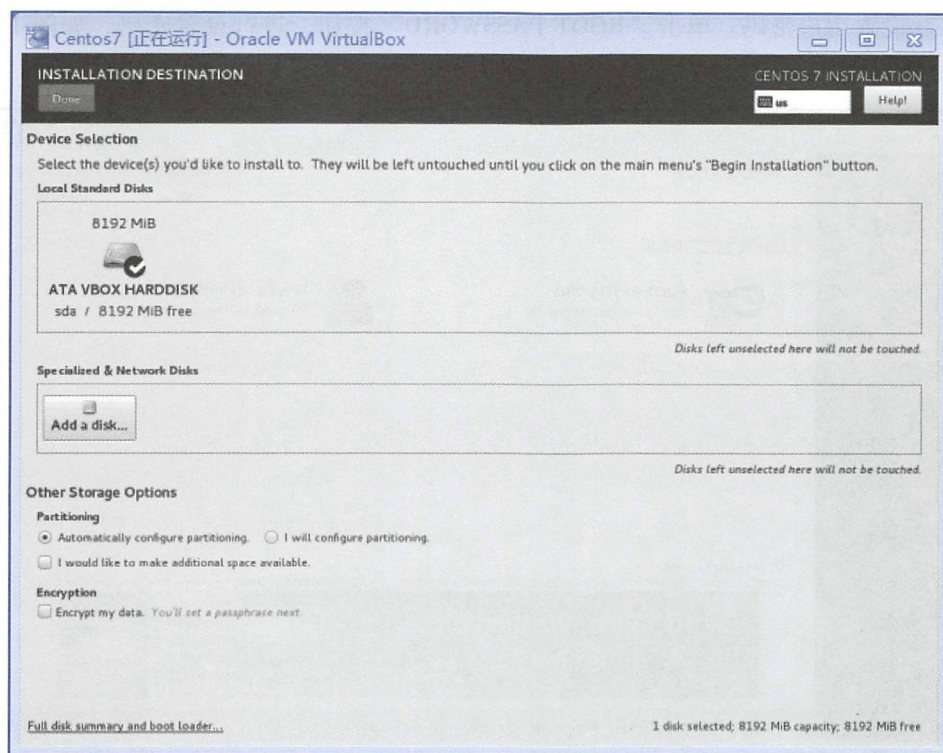 Centos7 [正在运行] - Oracle VM VirtualBox
INSTALLATION DESTINATION
CENTOS 7 INSTALLATION
Done
us
Help!
Device Selection
Select the device(s) you'd like to install to. They will be left untouched until you click on the main menu's "Begin Installation" button.
Local Standard Disks
8192 MiB
ATA VBOX HARDDISK
sda / 8192 MiB free
Disks left unselected here will not be touched.
Specialized & Network Disks
Add a disk...
Disks left unselected here will not be touched.
Other Storage Options
Partitioning
Automatically configure partitioning. I will configure partitioning.
I would like to make additional space available.
Encryption
Encrypt my data. You'll set a passphrase next.
Full disk summary and boot loader...
1 disk selected; 8192 MiB capacity; 8192 MiB free